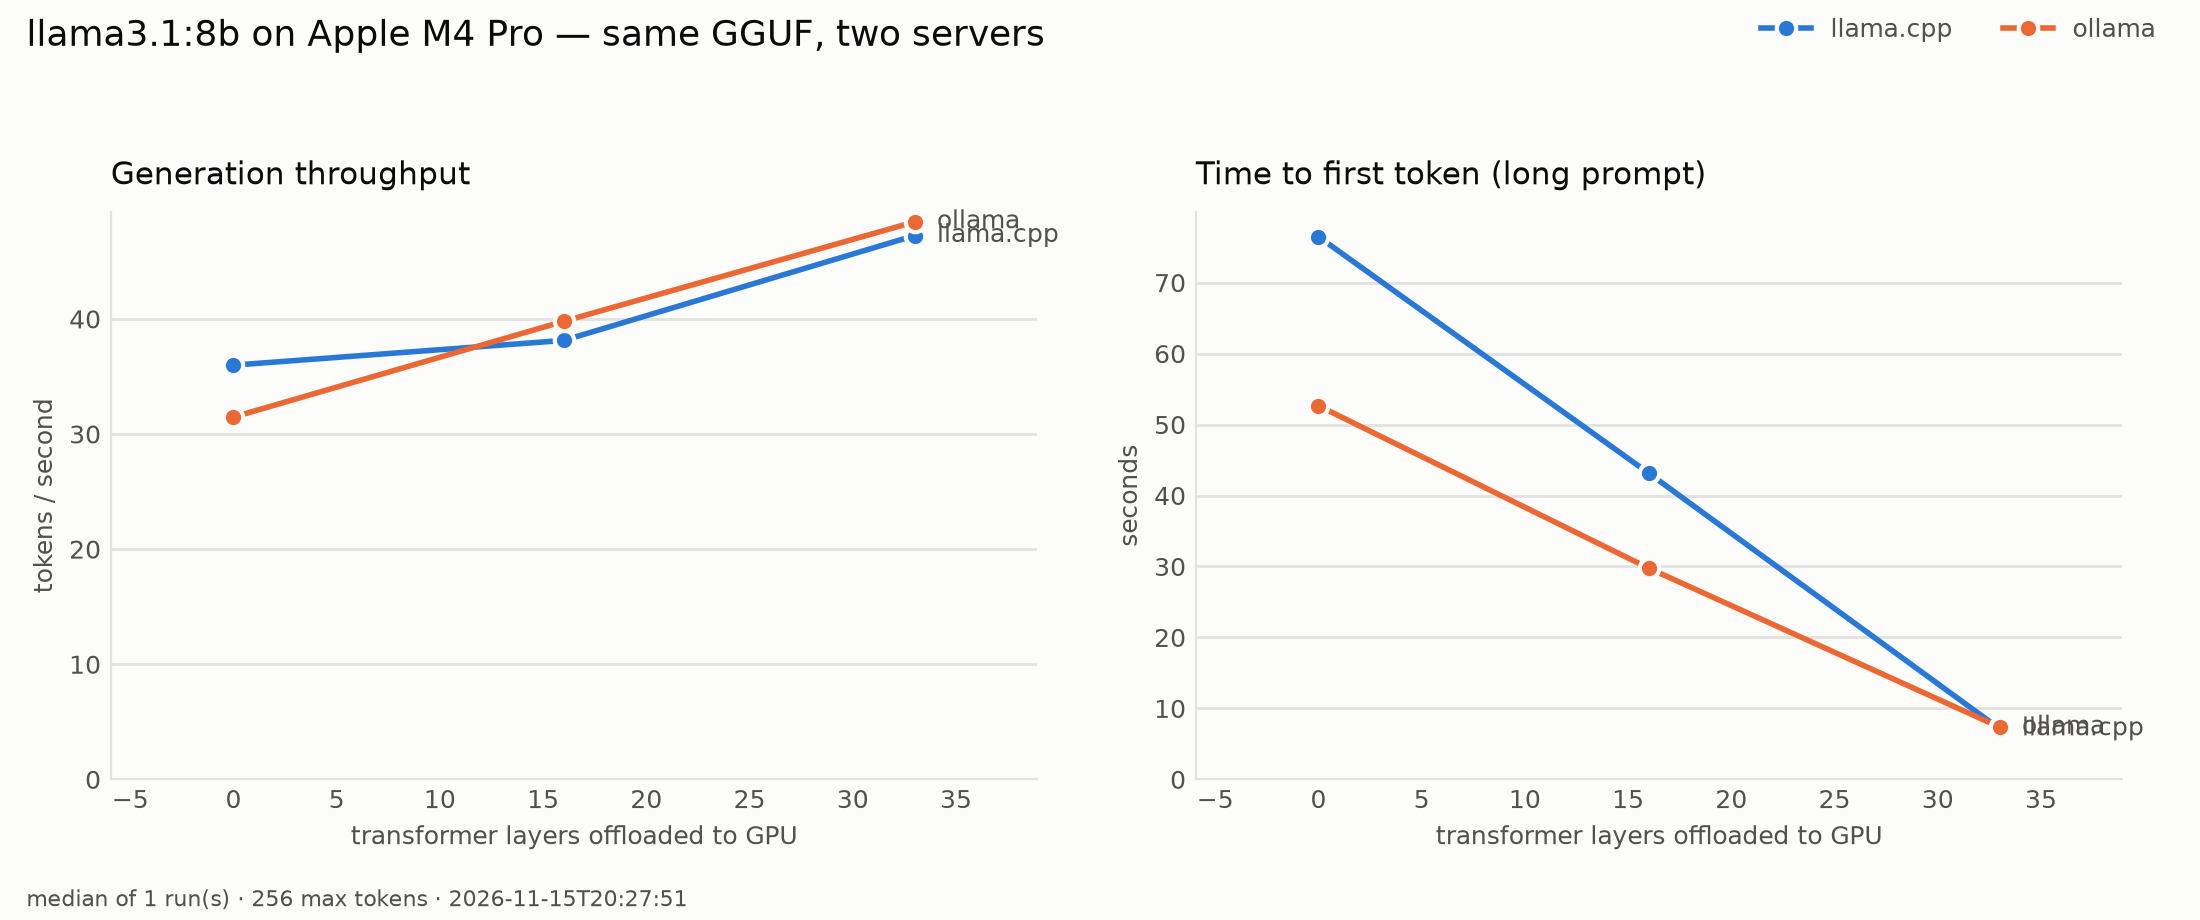 llama3.1:8b on Apple M4 Pro — same GGUF, two servers
llama.cpp
ollama
Generation throughput
ollama
llama.cpp
40
30
20
10
0
tokens / second
−5 0 5 10 15 20 25 30 35
transformer layers offloaded to GPU
Time to first token (long prompt)
70
60
50
40
30
20
10
0
seconds
ollama
llama.cpp
−5 0 5 10 15 20 25 30 35
transformer layers offloaded to GPU
median of 1 run(s) · 256 max tokens · 2026-11-15T20:27:51